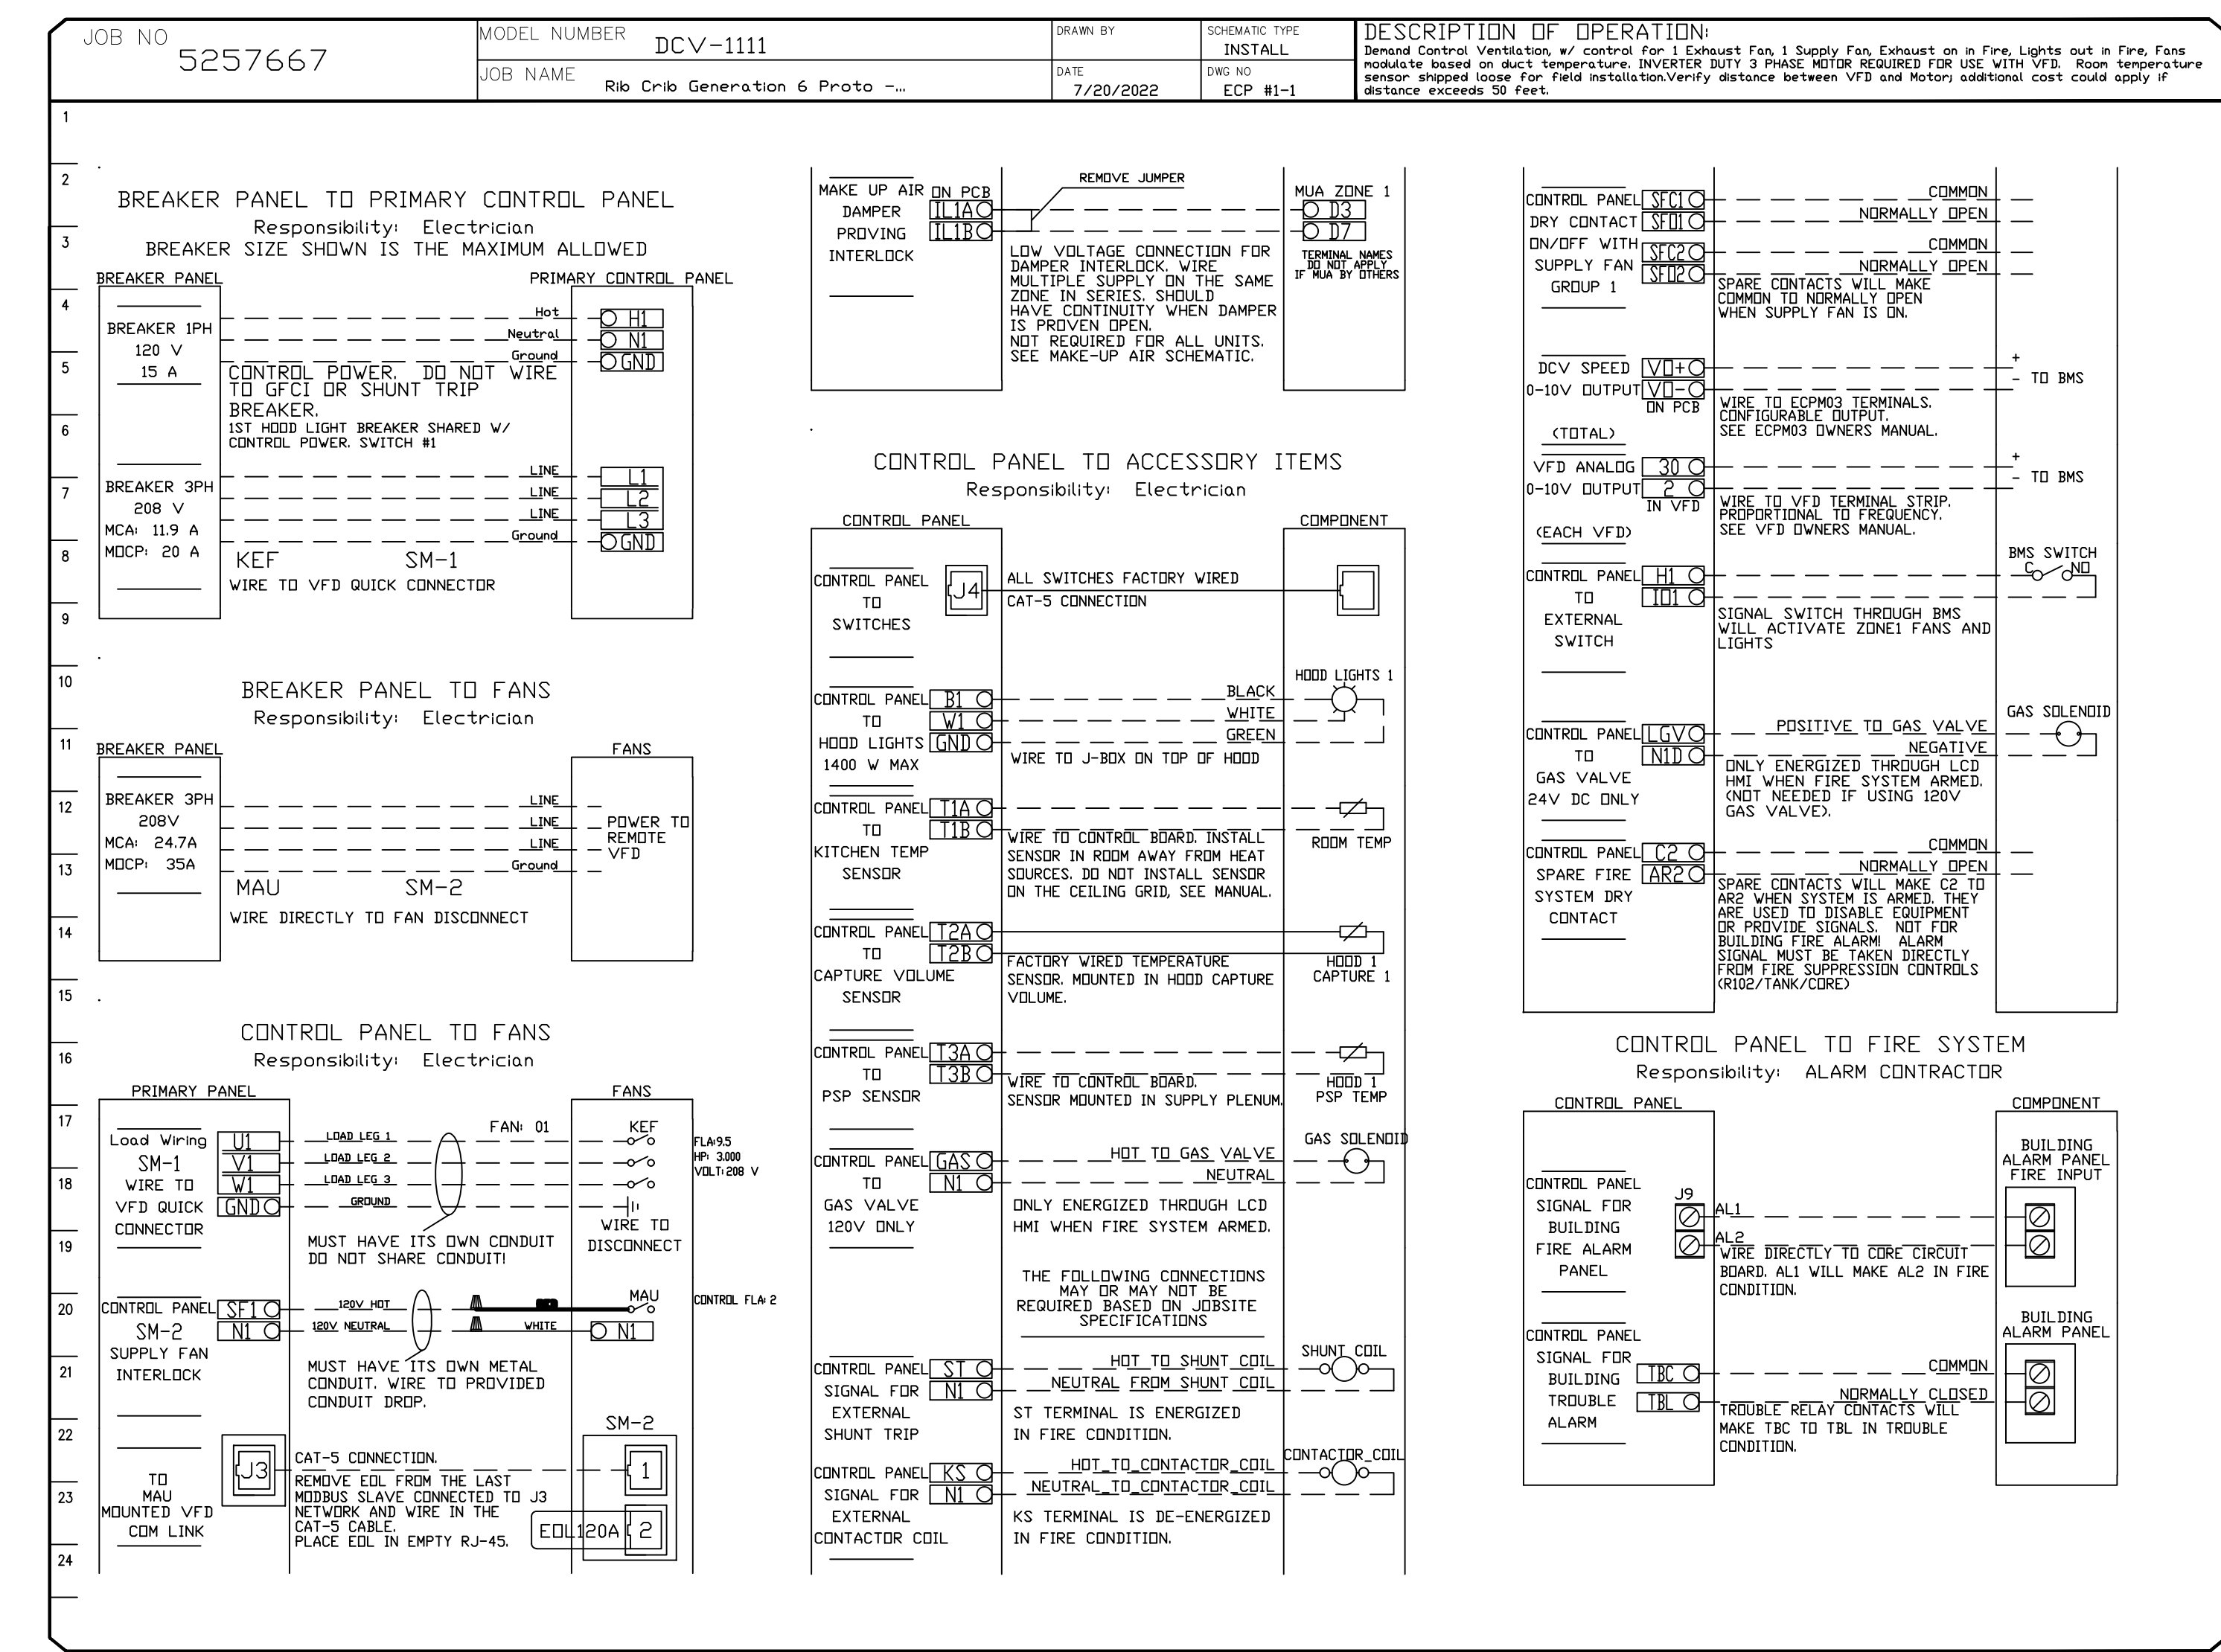 JOB NO
5257667
MODEL NUMBER
DCV-1111
JOB NAME
Rib Crib Generation 6 Proto -...
DRAWN BY
DATE
7/20/2022
SCHEMATIC TYPE
INSTALL
DWG NO
ECP #1-1
DESCRIPTION OF OPERATION:
Demand Control Ventilation, w/ control for 1 Exhaust Fan, 1 Supply Fan, Exhaust on in Fire, Lights out in Fire, Fans
modulate based on duct temperature. INVERTER DUTY 3 PHASE MOTOR REQUIRED FOR USE WITH VFD. Room temperature
sensor shipped loose for field installation.Verify distance between VFD and Motor; additional cost could apply if
distance exceeds 50 feet.
1
2
3
4
5
6
7
8
9
10
11
12
13
14
15
16
17
18
19
20
21
22
23
24
BREAKER PANEL TO PRIMARY CONTROL PANEL
Responsibility: Electrician
BREAKER SIZE SHOWN IS THE MAXIMUM ALLOWED
BREAKER PANEL
PRIMARY CONTROL PANEL
BREAKER 1PH
120 V
15 A
Hot
H1
Neutral
N1
Ground
GND
CONTROL POWER. DO NOT WIRE
TO GFCI OR SHUNT TRIP
BREAKER.
1ST HOOD LIGHT BREAKER SHARED W/
CONTROL POWER. SWITCH #1
BREAKER 3PH
208 V
MCA: 11.9 A
MOCP: 20 A
LINE
L1
LINE
L2
LINE
L3
Ground
GND
KEF
SM-1
WIRE TO VFD QUICK CONNECTOR
BREAKER PANEL TO FANS
Responsibility: Electrician
BREAKER PANEL
FANS
BREAKER 3PH
208V
MCA: 24.7A
MOCP: 35A
LINE
LINE
LINE
Ground
POWER TO
REMOTE
VFD
MAU
SM-2
WIRE DIRECTLY TO FAN DISCONNECT
CONTROL PANEL TO FANS
Responsibility: Electrician
PRIMARY PANEL
FANS
Load Wiring
SM-1
WIRE TO
VFD QUICK
CONNECTOR
U1
V1
W1
GND
LOAD LEG 1
LOAD LEG 2
LOAD LEG 3
GROUND
FAN: 01
KEF
FLA:9.5
HP: 3.000
VOLT:208 V
WIRE TO
DISCONNECT
MUST HAVE ITS OWN CONDUIT
DO NOT SHARE CONDUIT!
CONTROL PANEL
SM-2
SUPPLY FAN
INTERLOCK
SF1
N1
120V HOT
120V NEUTRAL
WHITE
MAU
N1
CONTROL FLA: 2
MUST HAVE ITS OWN METAL
CONDUIT. WIRE TO PROVIDED
CONDUIT DROP.
TO
MAU
MOUNTED VFD
COM LINK
J3
SM-2
1
2
EOL120A
CAT-5 CONNECTION.
REMOVE EOL FROM THE LAST
MODBUS SLAVE CONNECTED TO J3
NETWORK AND WIRE IN THE
CAT-5 CABLE.
PLACE EOL IN EMPTY RJ-45.
MAKE UP AIR
DAMPER
PROVING
INTERLOCK
ON PCB
IL1A
IL1B
REMOVE JUMPER
MUA ZONE 1
D3
D7
TERMINAL NAMES
DO NOT APPLY
IF MUA BY OTHERS
LOW VOLTAGE CONNECTION FOR
DAMPER INTERLOCK. WIRE
MULTIPLE SUPPLY ON THE SAME
ZONE IN SERIES. SHOULD
HAVE CONTINUITY WHEN DAMPER
IS PROVEN OPEN.
NOT REQUIRED FOR ALL UNITS.
SEE MAKE-UP AIR SCHEMATIC.
CONTROL PANEL TO ACCESSORY ITEMS
Responsibility: Electrician
CONTROL PANEL
COMPONENT
CONTROL PANEL
TO
SWITCHES
J4
ALL SWITCHES FACTORY WIRED
CAT-5 CONNECTION
CONTROL PANEL
TO
HOOD LIGHTS
1400 W MAX
B1
W1
GND
BLACK
WHITE
GREEN
HOOD LIGHTS 1
WIRE TO J-BOX ON TOP OF HOOD
CONTROL PANEL
TO
KITCHEN TEMP
SENSOR
T1A
T1B
ROOM TEMP
WIRE TO CONTROL BOARD. INSTALL
SENSOR IN ROOM AWAY FROM HEAT
SOURCES. DO NOT INSTALL SENSOR
ON THE CEILING GRID, SEE MANUAL.
CONTROL PANEL
TO
CAPTURE VOLUME
SENSOR
T2A
T2B
HOOD 1
CAPTURE 1
FACTORY WIRED TEMPERATURE
SENSOR. MOUNTED IN HOOD CAPTURE
VOLUME.
CONTROL PANEL
TO
PSP SENSOR
T3A
T3B
HOOD 1
PSP TEMP
WIRE TO CONTROL BOARD.
SENSOR MOUNTED IN SUPPLY PLENUM.
CONTROL PANEL
TO
GAS VALVE
120V ONLY
GAS
N1
HOT TO GAS VALVE
NEUTRAL
GAS SOLENOID
ONLY ENERGIZED THROUGH LCD
HMI WHEN FIRE SYSTEM ARMED.
THE FOLLOWING CONNECTIONS
MAY OR MAY NOT BE
REQUIRED BASED ON JOBSITE
SPECIFICATIONS
CONTROL PANEL
SIGNAL FOR
EXTERNAL
SHUNT TRIP
ST
N1
HOT TO SHUNT COIL
NEUTRAL FROM SHUNT COIL
SHUNT COIL
ST TERMINAL IS ENERGIZED
IN FIRE CONDITION.
CONTROL PANEL
SIGNAL FOR
EXTERNAL
CONTACTOR COIL
KS
N1
HOT_TO_CONTACTOR_COIL
NEUTRAL_TO_CONTACTOR_COIL
CONTACTOR_COIL
KS TERMINAL IS DE-ENERGIZED
IN FIRE CONDITION.
CONTROL PANEL
DRY CONTACT
ON/OFF WITH
SUPPLY FAN
GROUP 1
SFC1
SFO1
SFC2
SFO2
COMMON
NORMALLY OPEN
COMMON
NORMALLY OPEN
SPARE CONTACTS WILL MAKE
COMMON TO NORMALLY OPEN
WHEN SUPPLY FAN IS ON.
DCV SPEED
0-10V OUTPUT
(TOTAL)
VO+
VO-
ON PCB
+
- TO BMS
WIRE TO ECPM03 TERMINALS.
CONFIGURABLE OUTPUT.
SEE ECPM03 OWNERS MANUAL.
VFD ANALOG
0-10V OUTPUT
(EACH VFD)
30
2
IN VFD
+
- TO BMS
WIRE TO VFD TERMINAL STRIP.
PROPORTIONAL TO FREQUENCY.
SEE VFD OWNERS MANUAL.
CONTROL PANEL
TO
EXTERNAL
SWITCH
H1
IO1
BMS SWITCH
C
NO
SIGNAL SWITCH THROUGH BMS
WILL ACTIVATE ZONE1 FANS AND
LIGHTS
CONTROL PANEL
TO
GAS VALVE
24V DC ONLY
LGV
N1D
POSITIVE TO GAS VALVE
NEGATIVE
GAS SOLENOID
ONLY ENERGIZED THROUGH LCD
HMI WHEN FIRE SYSTEM ARMED.
(NOT NEEDED IF USING 120V
GAS VALVE).
CONTROL PANEL
SPARE FIRE
SYSTEM DRY
CONTACT
C2
AR2
COMMON
NORMALLY OPEN
SPARE CONTACTS WILL MAKE C2 TO
AR2 WHEN SYSTEM IS ARMED. THEY
ARE USED TO DISABLE EQUIPMENT
OR PROVIDE SIGNALS. NOT FOR
BUILDING FIRE ALARM! ALARM
SIGNAL MUST BE TAKEN DIRECTLY
FROM FIRE SUPPRESSION CONTROLS
(R102/TANK/CORE)
CONTROL PANEL TO FIRE SYSTEM
Responsibility: ALARM CONTRACTOR
CONTROL PANEL
COMPONENT
CONTROL PANEL
SIGNAL FOR
BUILDING
FIRE ALARM
PANEL
J9
AL1
AL2
BUILDING
ALARM PANEL
FIRE INPUT
WIRE DIRECTLY TO CORE CIRCUIT
BOARD. AL1 WILL MAKE AL2 IN FIRE
CONDITION.
CONTROL PANEL
SIGNAL FOR
BUILDING
TROUBLE
ALARM
TBC
TBL
COMMON
NORMALLY CLOSED
BUILDING
ALARM PANEL
TROUBLE RELAY CONTACTS WILL
MAKE TBC TO TBL IN TROUBLE
CONDITION.